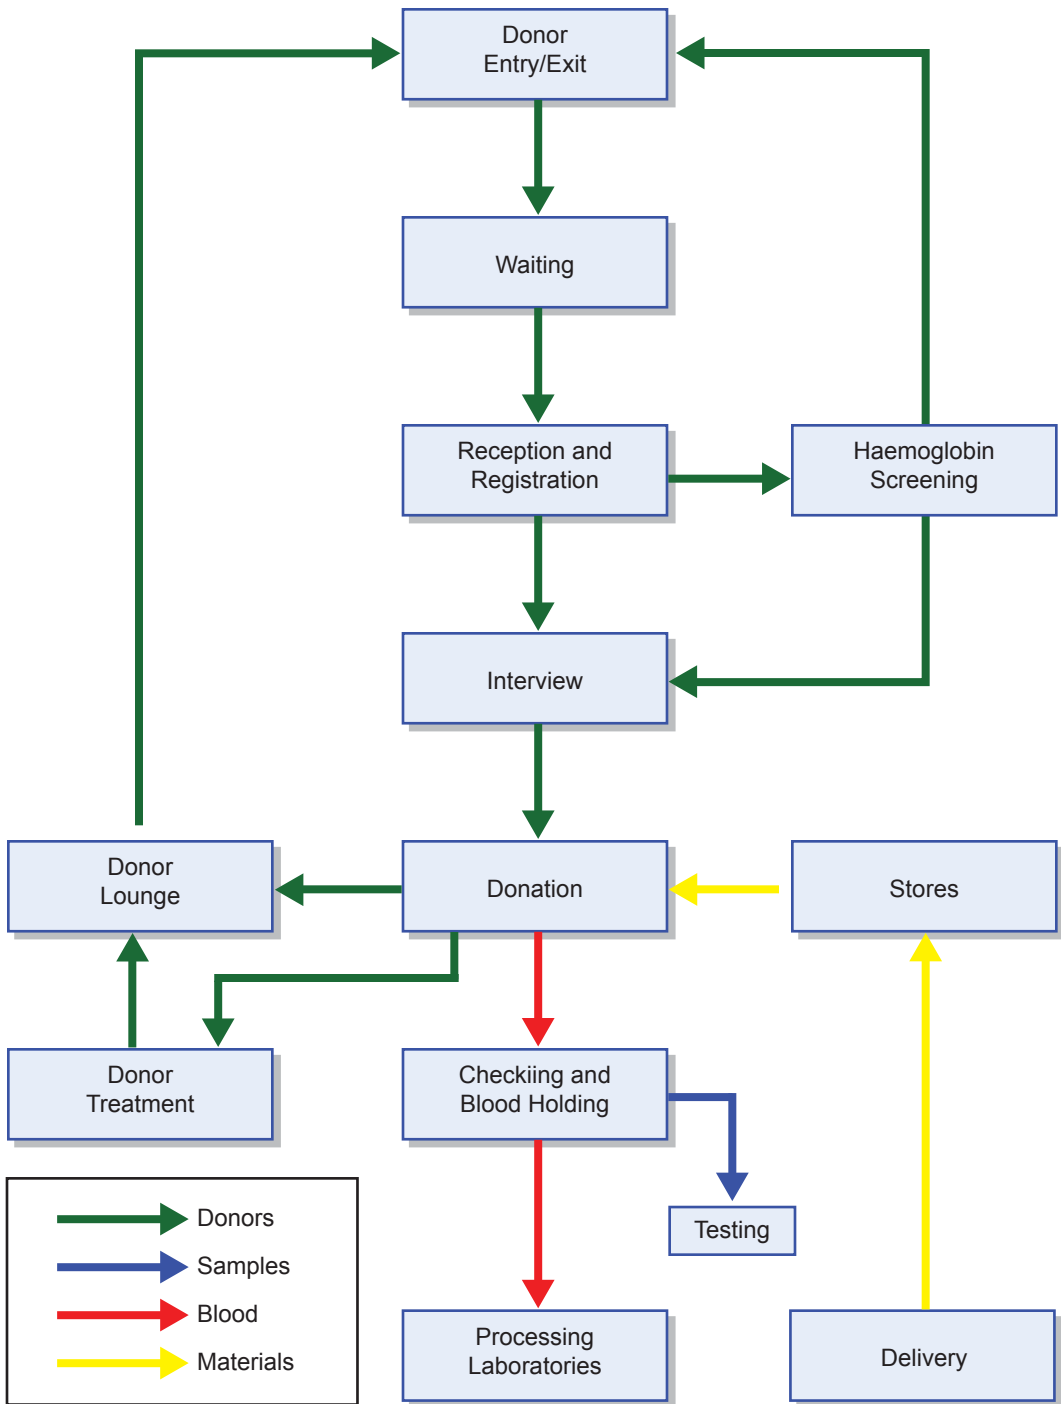 Donor
Entry/Exit
Waiting
Reception and
Registration
Haemoglobin
Screening
Interview
Donor
Lounge
Donation
Stores
Donor
Treatment
Checkiing and
Blood Holding
Testing
Donors
Samples
Blood
Materials
Processing
Laboratories
Delivery